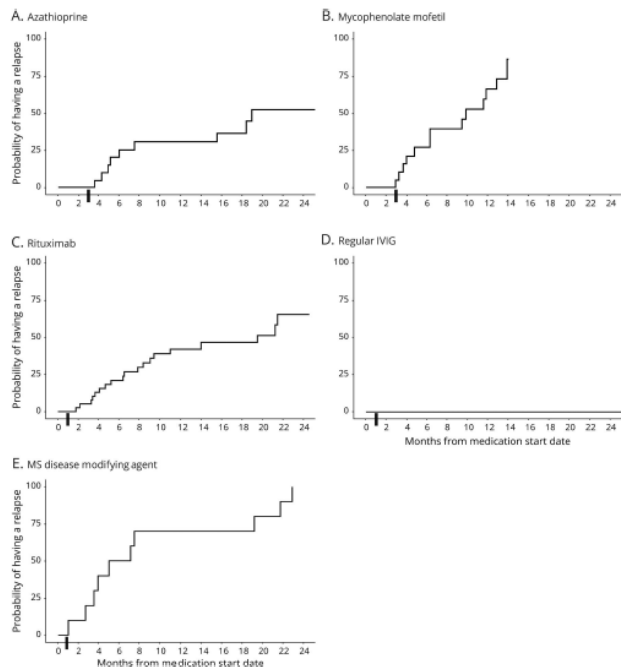 A. Azathioprine
Probability of having a relapse
100
75
50
25
0
0 2 4 6 8 10 12 14 16 18 20 22 24
B. Mycophenolate mofetil
100
75
50
25
0
0 2 4 6 8 10 12 14 16 18 20 22 24
C. Rituximab
Probability of having a relapse
100
75
50
25
0
0 2 4 6 8 10 12 14 16 18 20 22 24
D. Regular IVIG
100
75
50
25
0
0 2 4 6 8 10 12 14 16 18 20 22 24
Months from medication start date
E. MS disease modifying agent
Probability of having a relapse
100
75
50
25
0
0 2 4 6 8 10 12 14 16 18 20 22 24
Months from medication start date